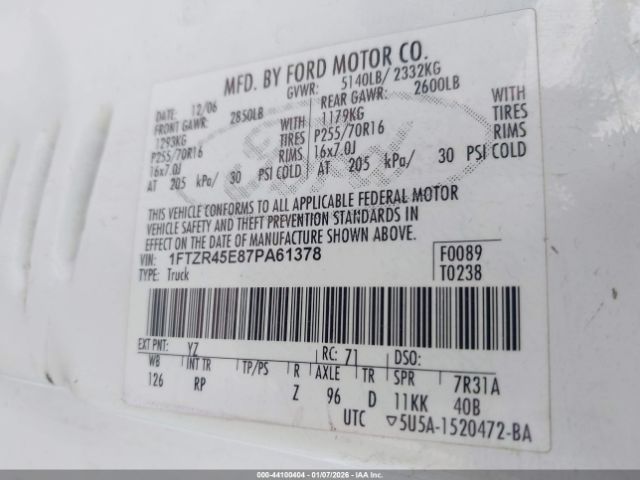 MFD. BY FORD MOTOR CO.
DATE: 12/06 GVWR: 5140LB/ 2332KG
FRONT GAWR: 2850LB REAR GAWR: 2600LB
1293KG WITH 1179KG WITH
P255/70R16 TIRES P255/70R16 TIRES
16x7.0J RIMS 16x7.0J RIMS
AT 205 kPa/ 30 PSI COLD AT 205 kPa/ 30 PSI COLD
THIS VEHICLE CONFORMS TO ALL APPLICABLE FEDERAL MOTOR
VEHICLE SAFETY AND THEFT PREVENTION STANDARDS IN
EFFECT ON THE DATE OF MANUFACTURE SHOWN ABOVE.
VIN: 1FTZR45E87PA61378 F0089
TYPE: Truck T0238
EXT PNT: YZ RC: 71 DSO:
WB INT TR TP/PS R AXLE TR SPR 7R31A
126 RP Z 96 D 11KK 40B
UTC ▽5U5A-1520472-BA
000-44100404 | 01/07/2026 - IAAI.COM